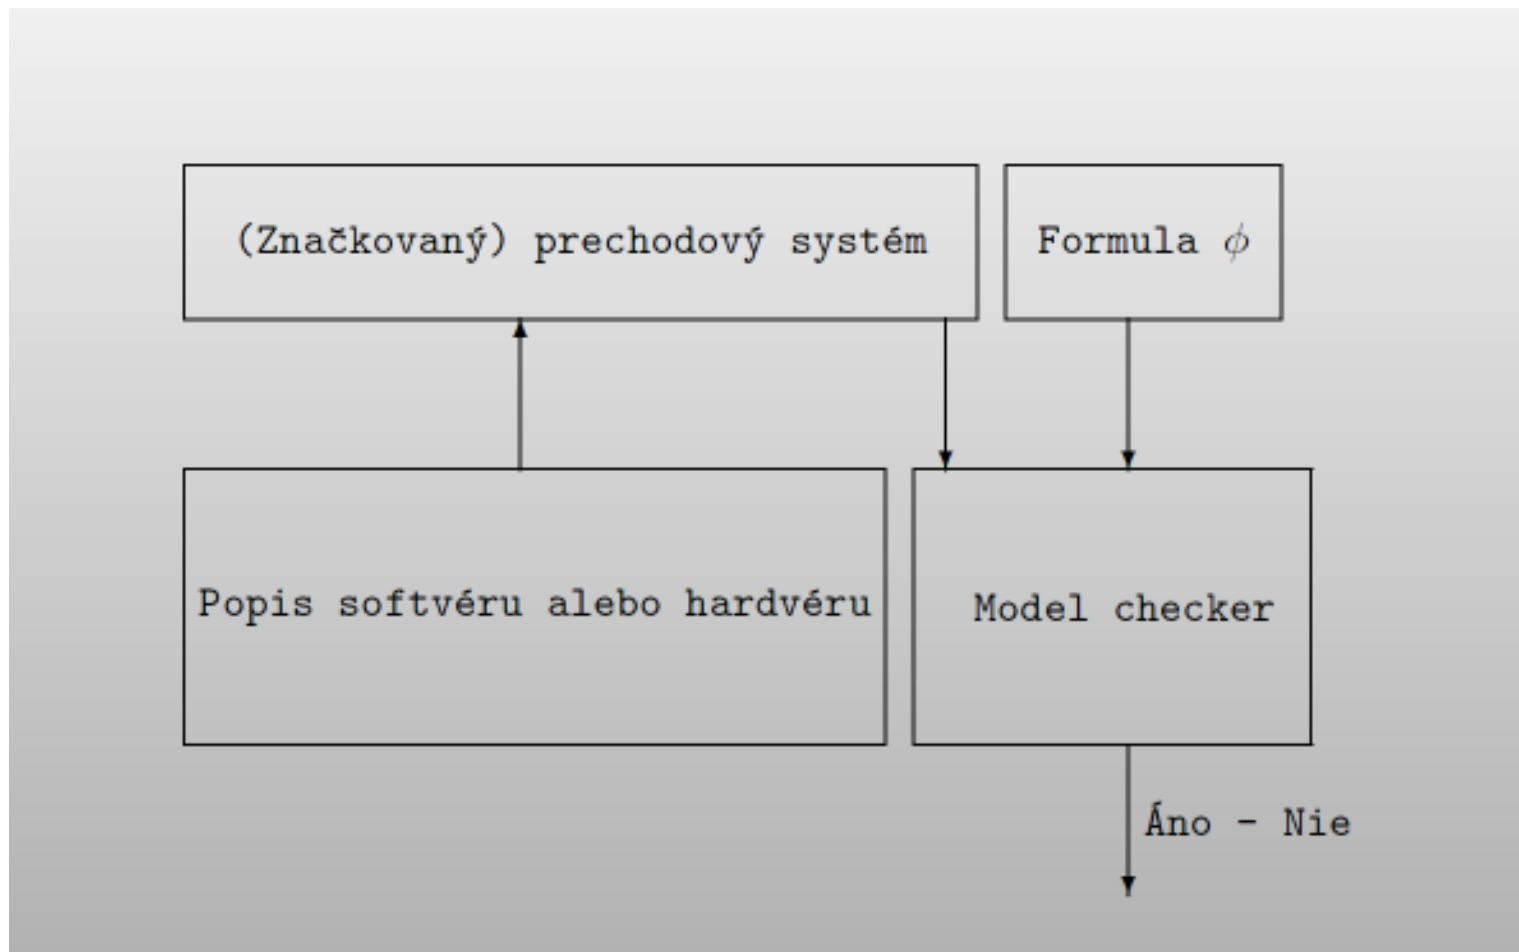 (Značkovaný) prechodový systém
Formula ϕ
Popis softvéru alebo hardvéru
Model checker
Áno - Nie